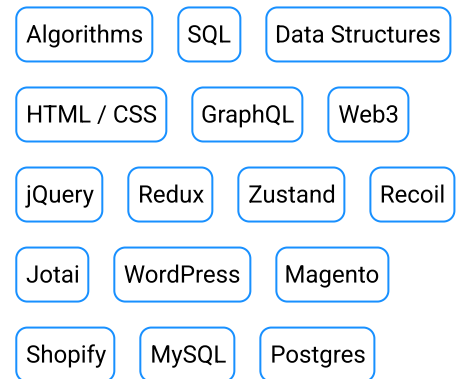 Algorithms SQL Data Structures
HTML / CSS GraphQL Web3
jQuery Redux Zustand Recoil
Jotai WordPress Magento
Shopify MySQL Postgres